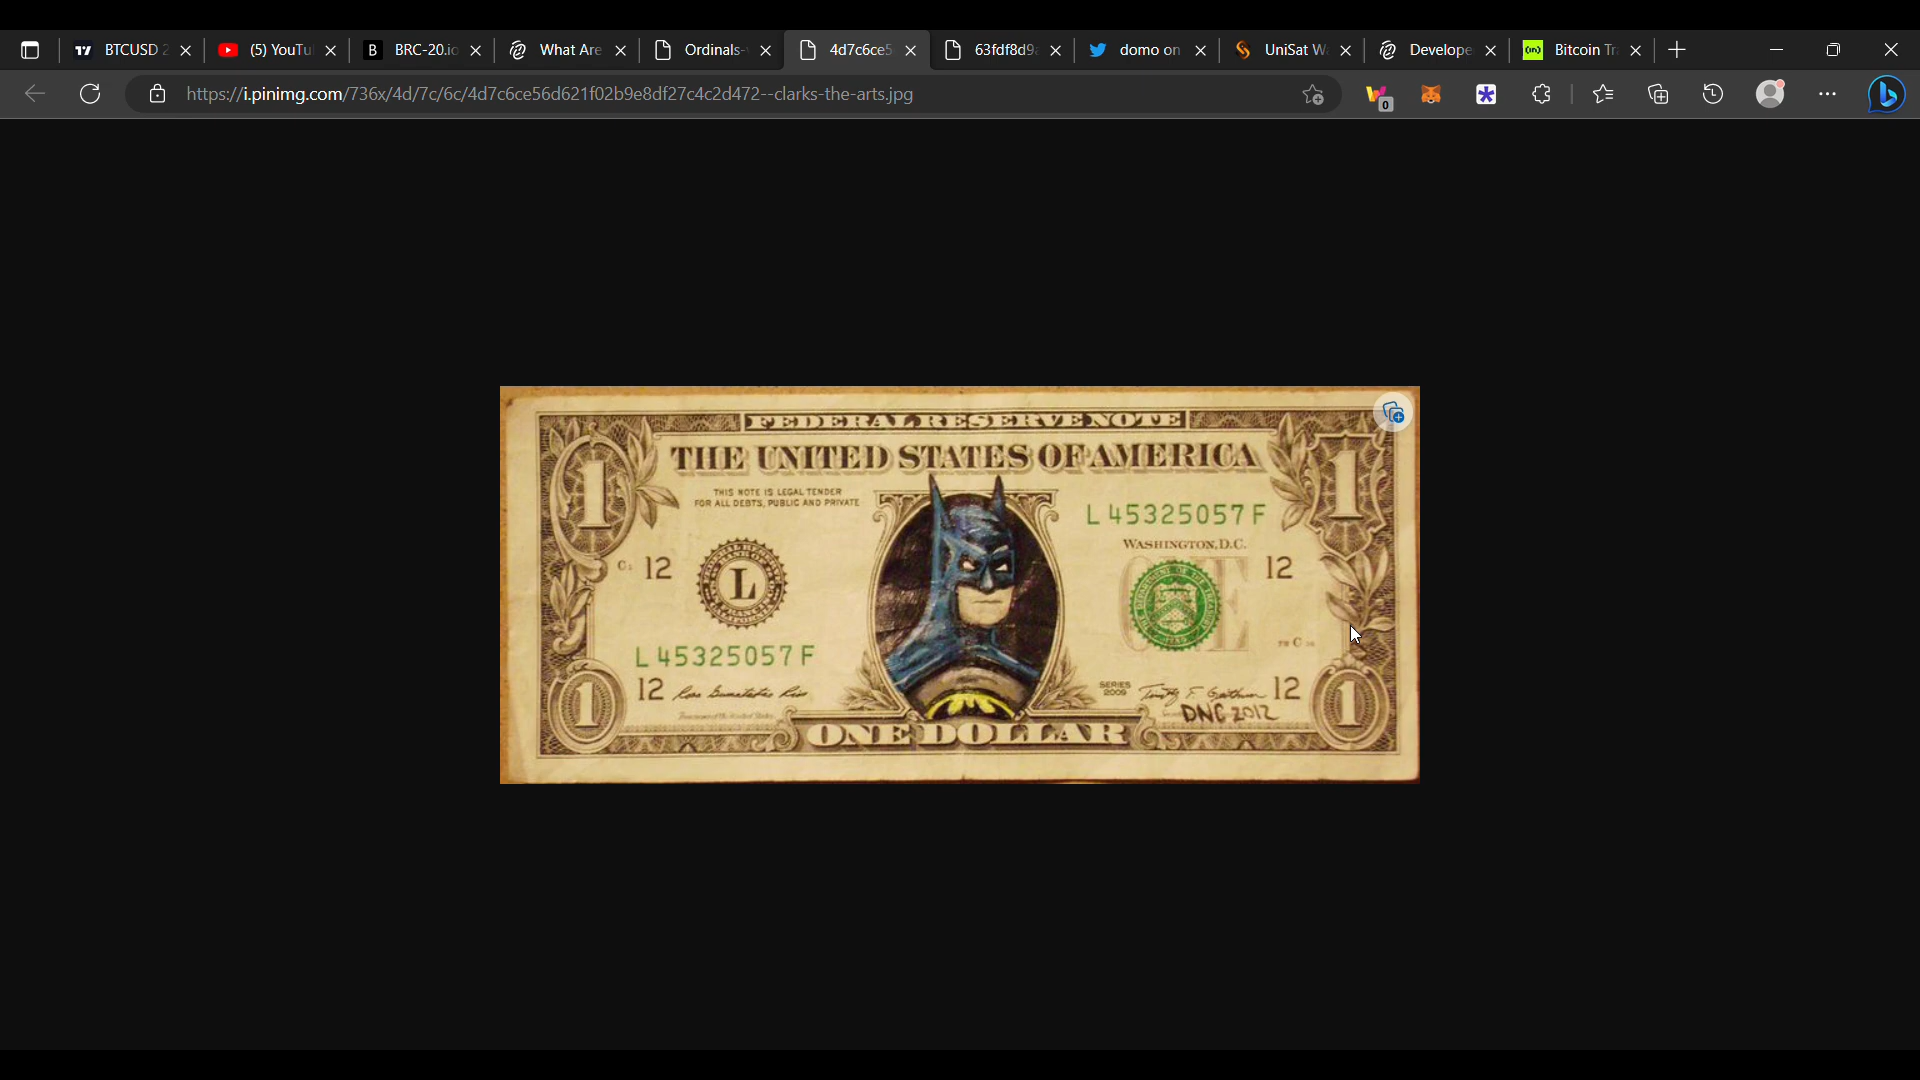 BTCUSD 2
(5) YouTu
BRC-20.io
What Are
Ordinals-
4d7c6ce5
63fdf8d9
domo on
UniSat W
Develope
Bitcoin Tr
https://i.pinimg.com/736x/4d/7c/6c/4d7c6ce56d621f02b9e8df27c4c2d472--clarks-the-arts.jpg
0
FEDERAL RESERVE NOTE
THE UNITED STATES OF AMERICA
1
1
THIS NOTE IS LEGAL TENDER
FOR ALL DEBTS, PUBLIC AND PRIVATE
L 45325057 F
WASHINGTON, D.C.
12
12
L
L 45325057 F
12
SERIES
2009
12
DNC 2012
1
1
ONE DOLLAR